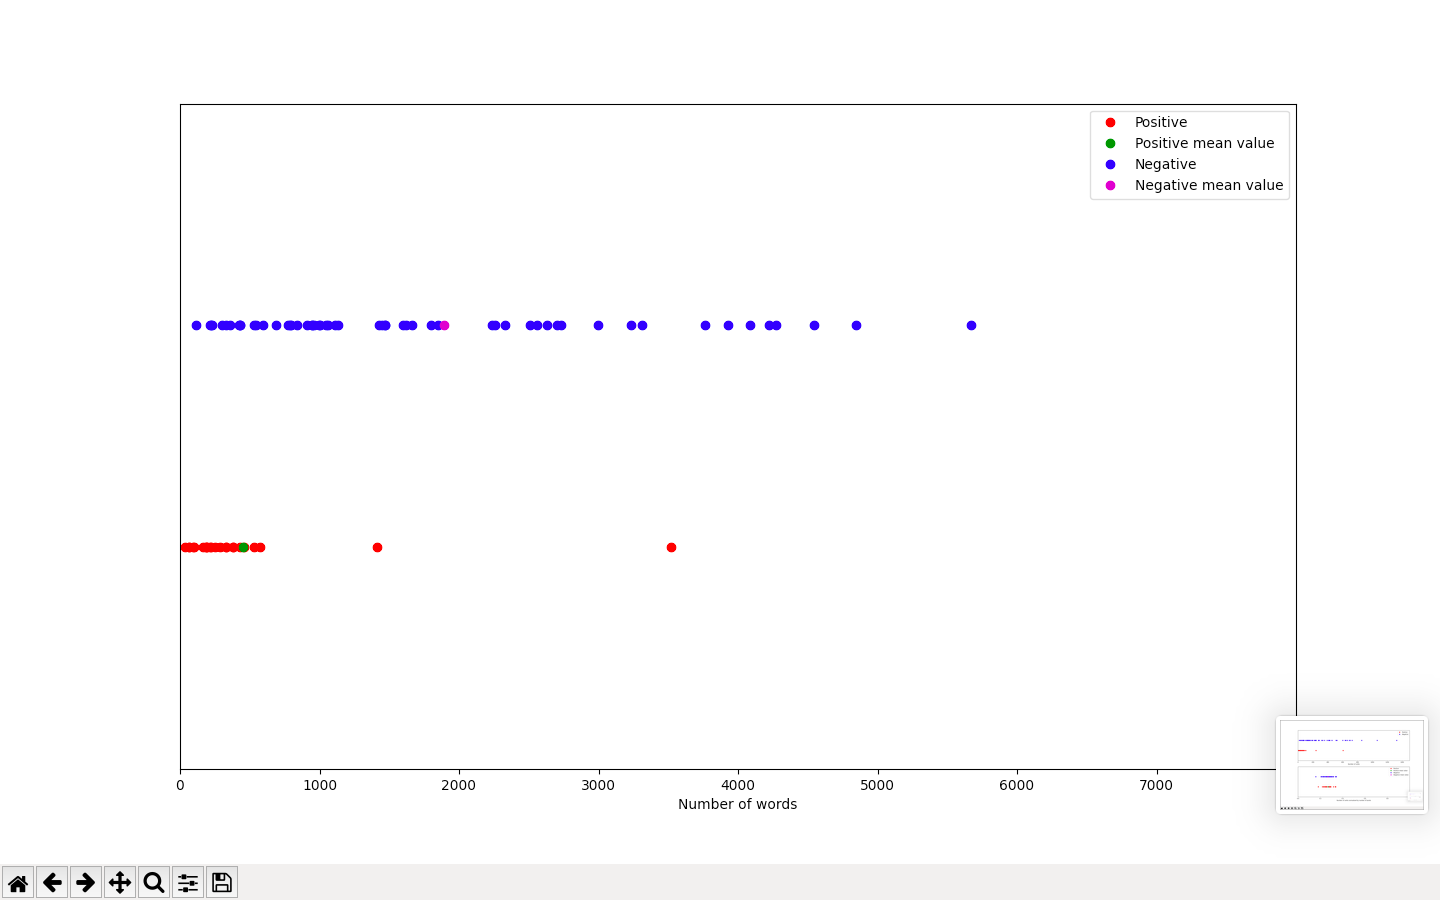 Positive
Positive mean value
Negative
Negative mean value
0 1000 2000 3000 4000 5000 6000 7000
Number of words